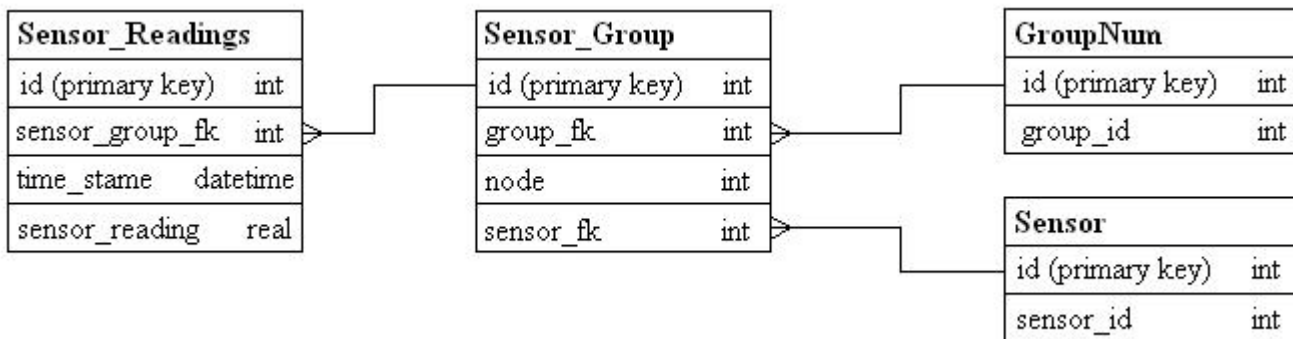 Sensor_Readings
id (primary key) int
sensor_group_fk int
time_stame datetime
sensor_reading real
Sensor_Group
id (primary key) int
group_fk int
node int
sensor_fk int
GroupNum
id (primary key) int
group_id int
Sensor
id (primary key) int
sensor_id int